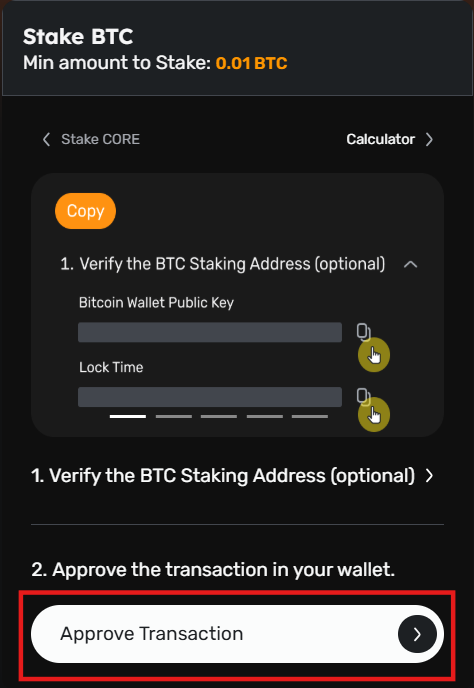 Stake BTC
Min amount to Stake: 0.01 BTC
Stake CORE
Calculator
Copy
1. Verify the BTC Staking Address (optional)
Bitcoin Wallet Public Key
Lock Time
1. Verify the BTC Staking Address (optional)
2. Approve the transaction in your wallet.
Approve Transaction